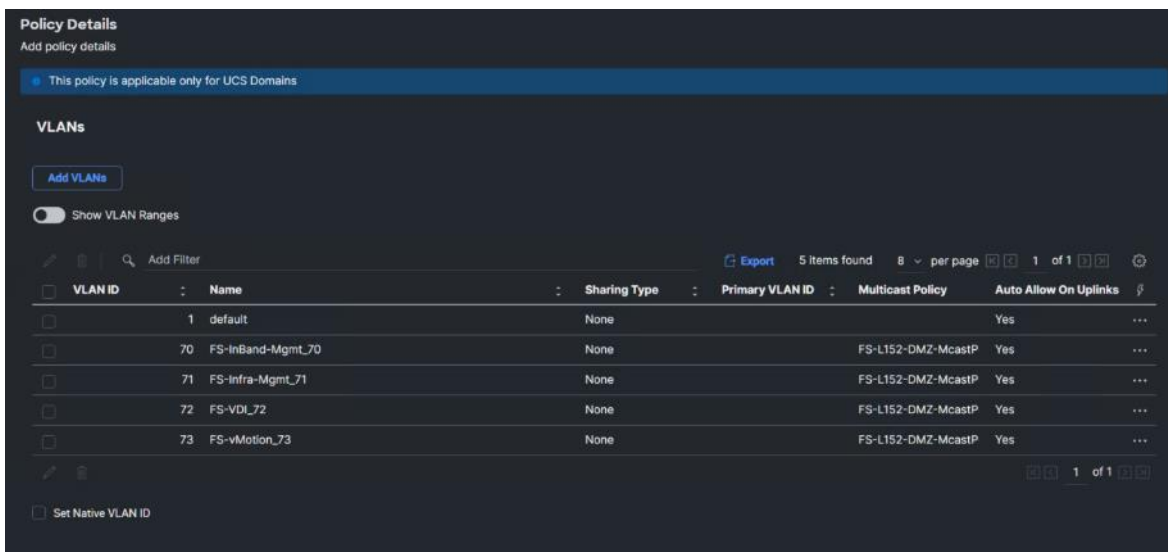 Policy Details
Add policy details
This policy is applicable only for UCS Domains
VLANs
Add VLANs
Show VLAN Ranges
Add Filter Export 5 items found 8 per page 1 of 1
VLAN ID Name Sharing Type Primary VLAN ID Multicast Policy Auto Allow On Uplinks
1 default None Yes
70 FS-InBand-Mgmt_70 None FS-L152-DMZ-McastP Yes
71 FS-Infra-Mgmt_71 None FS-L152-DMZ-McastP Yes
72 FS-VDI_72 None FS-L152-DMZ-McastP Yes
73 FS-vMotion_73 None FS-L152-DMZ-McastP Yes
1 of 1
Set Native VLAN ID